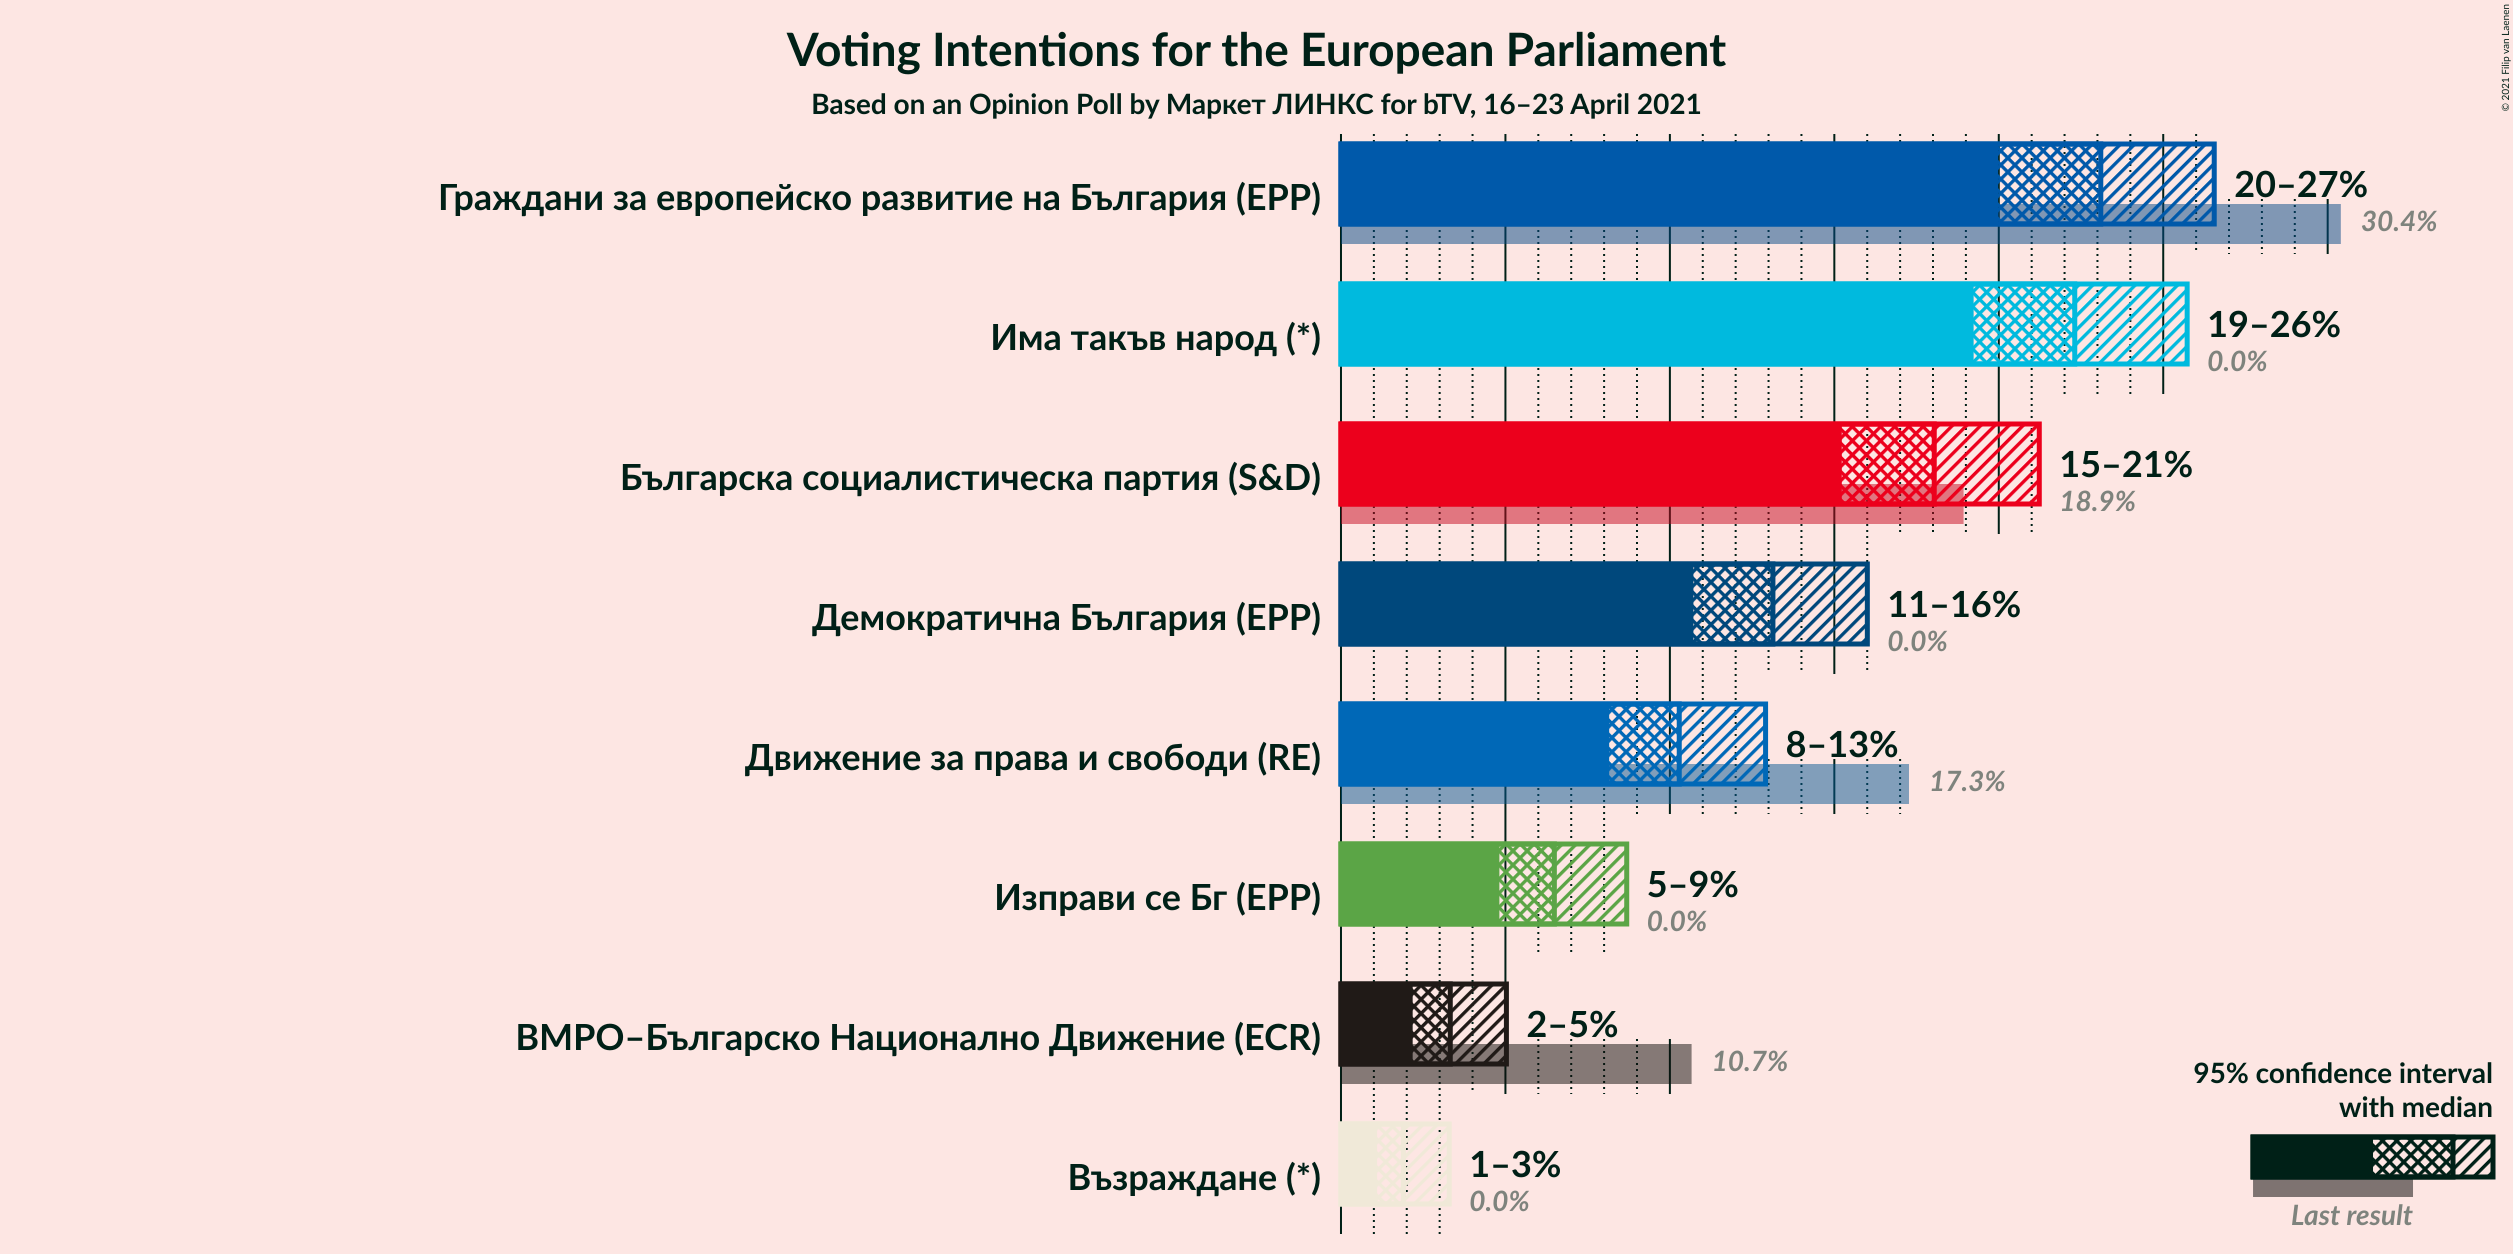 Voting Intentions for the European Parliament
Based on an Opinion Poll by Маркет ЛИНКС for bTV, 16–23 April 2021
© 2021 Filip van Laenen
Граждани за европейско развитие на България (EPP)
20–27%
30.4%
Има такъв народ (*)
19–26%
0.0%
Българска социалистическа партия (S&D)
15–21%
18.9%
Демократична България (EPP)
11–16%
0.0%
Движение за права и свободи (RE)
8–13%
17.3%
Изправи се Бг (EPP)
5–9%
0.0%
ВМРО–Българско Национално Движение (ECR)
2–5%
10.7%
Възраждане (*)
1–3%
0.0%
95% confidence interval
with median
Last result